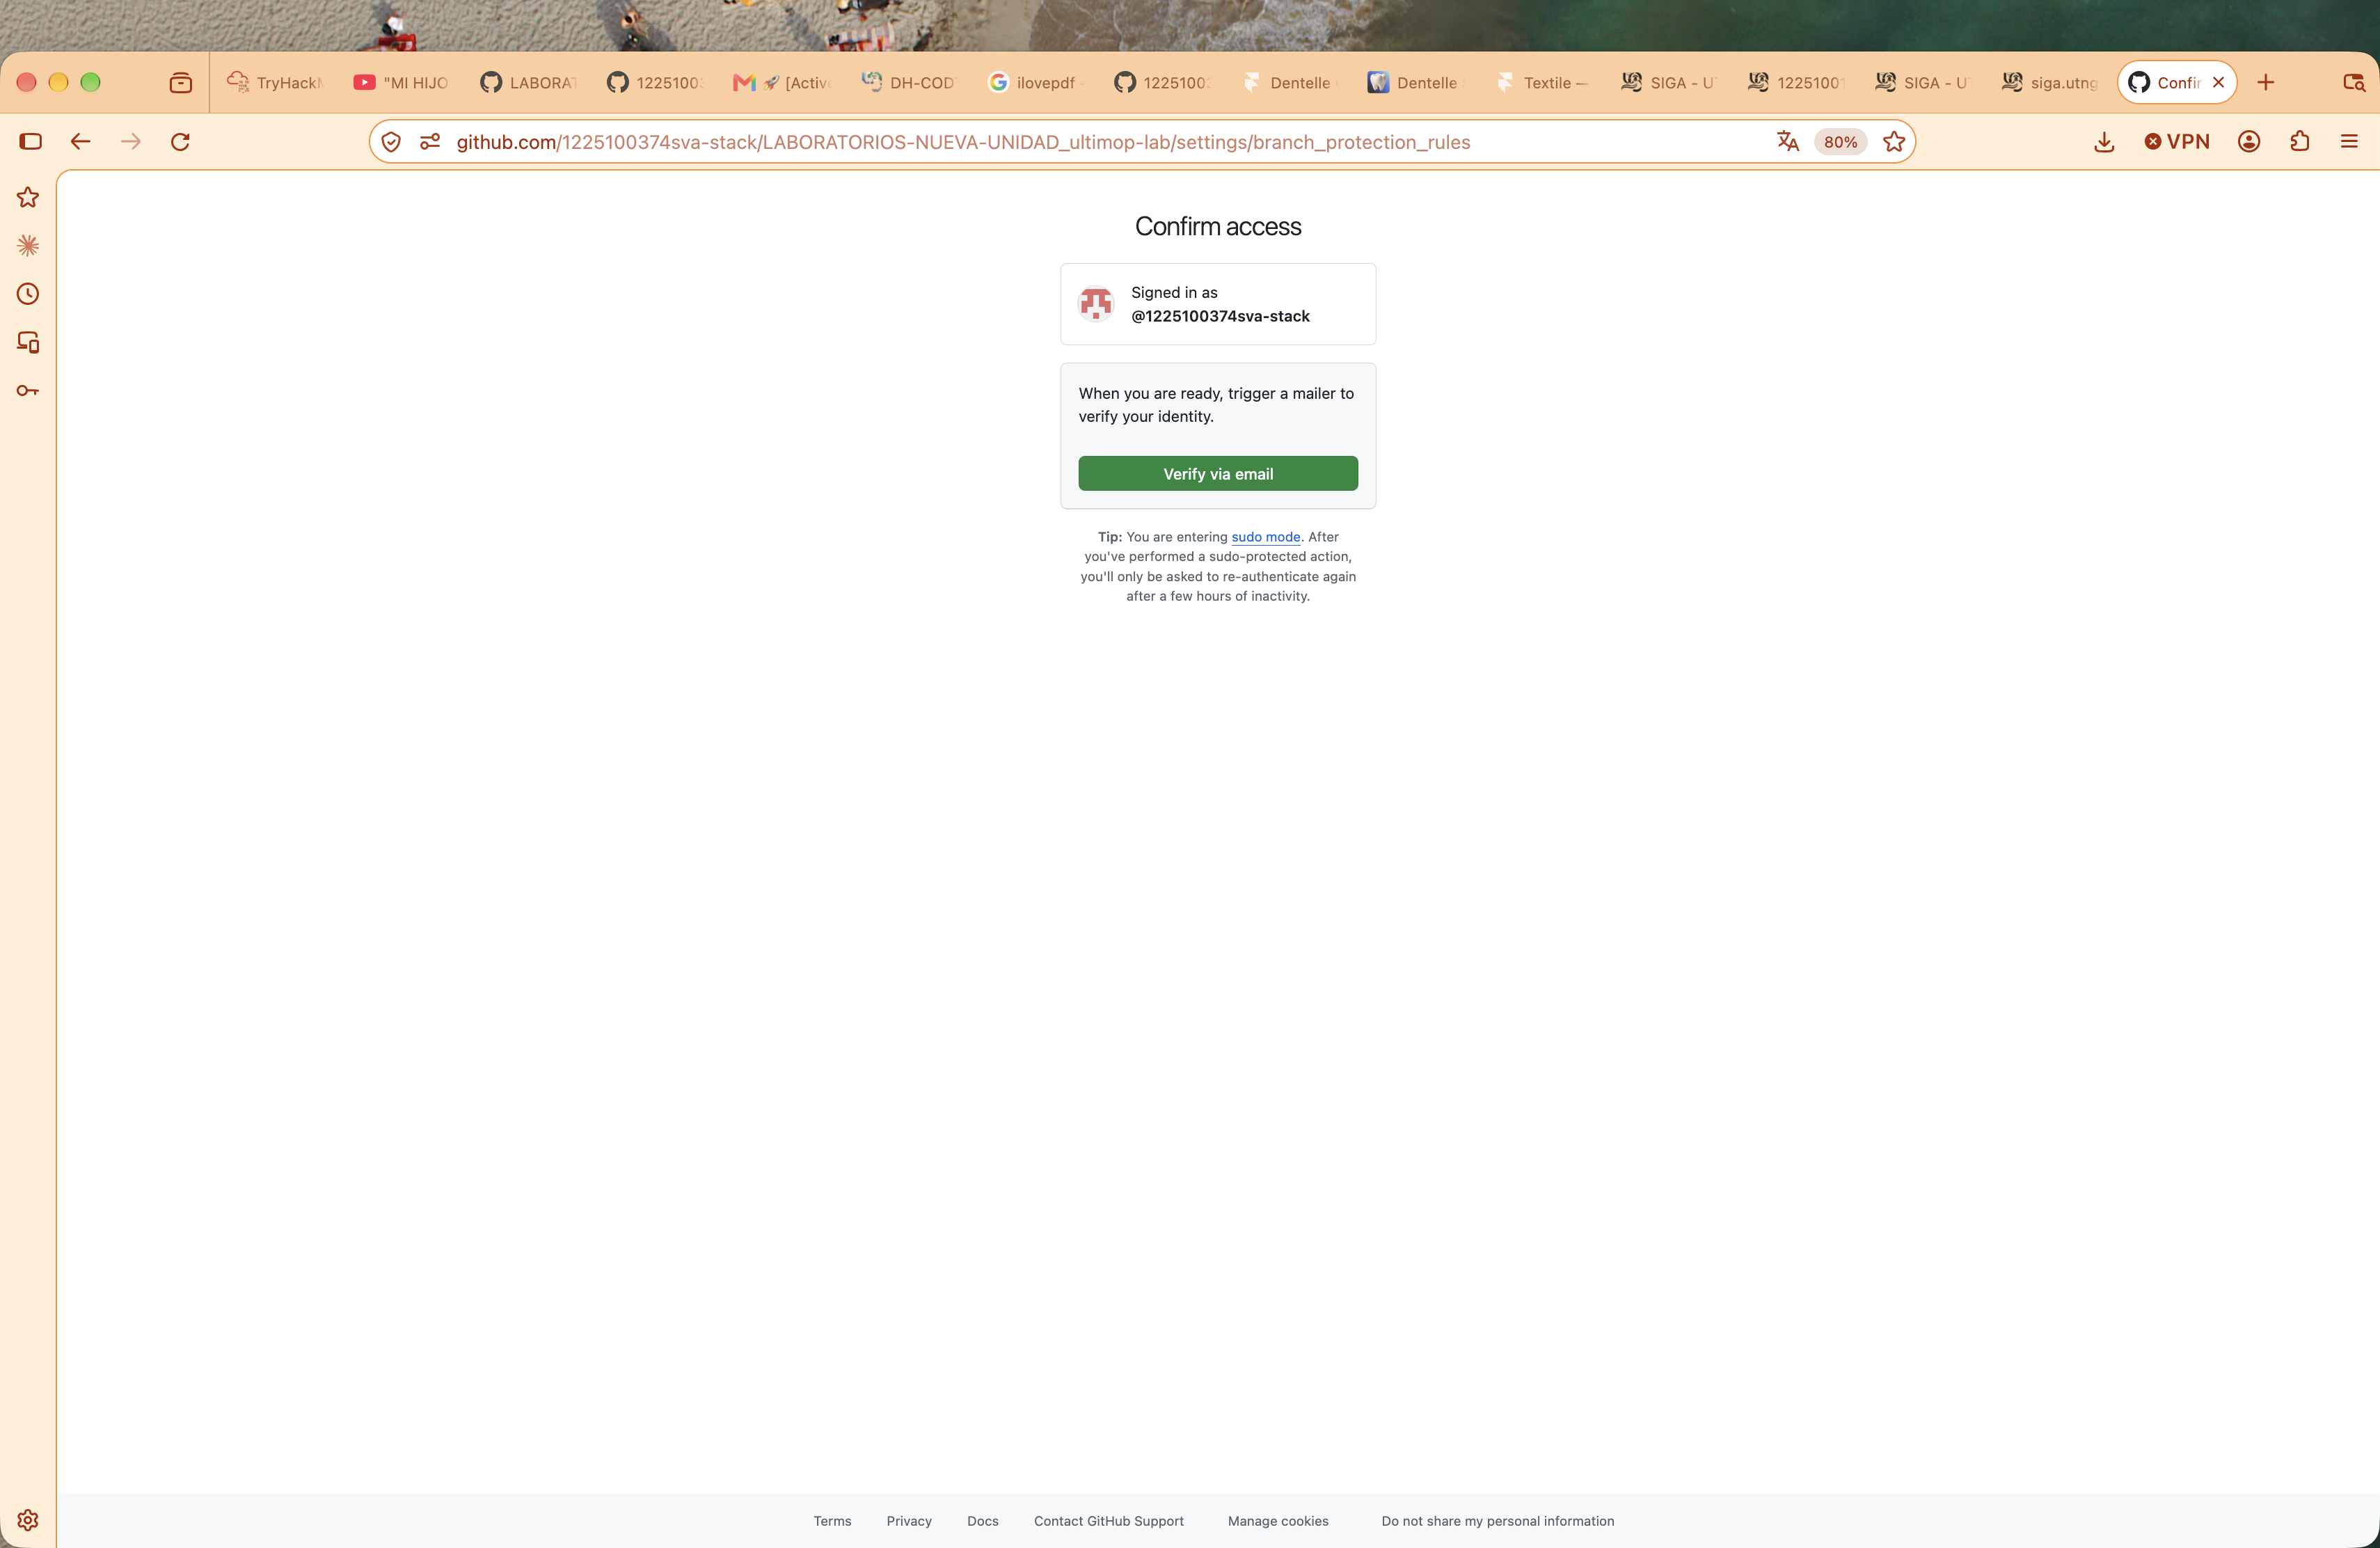 TryHackM
"MI HIJO
LABORAT
1225100
[Activ
DH-COD
ilovepdf -
1225100
Dentelle
Dentelle
Textile —
SIGA - U
1225100
SIGA - U
siga.utng
Confir
github.com/1225100374sva-stack/LABORATORIOS-NUEVA-UNIDAD_ultimop-lab/settings/branch_protection_rules
80%
VPN
Confirm access
Signed in as
@1225100374sva-stack
When you are ready, trigger a mailer to
verify your identity.
Verify via email
Tip: You are entering sudo mode. After
you've performed a sudo-protected action,
you'll only be asked to re-authenticate again
after a few hours of inactivity.
Terms Privacy Docs Contact GitHub Support Manage cookies Do not share my personal information